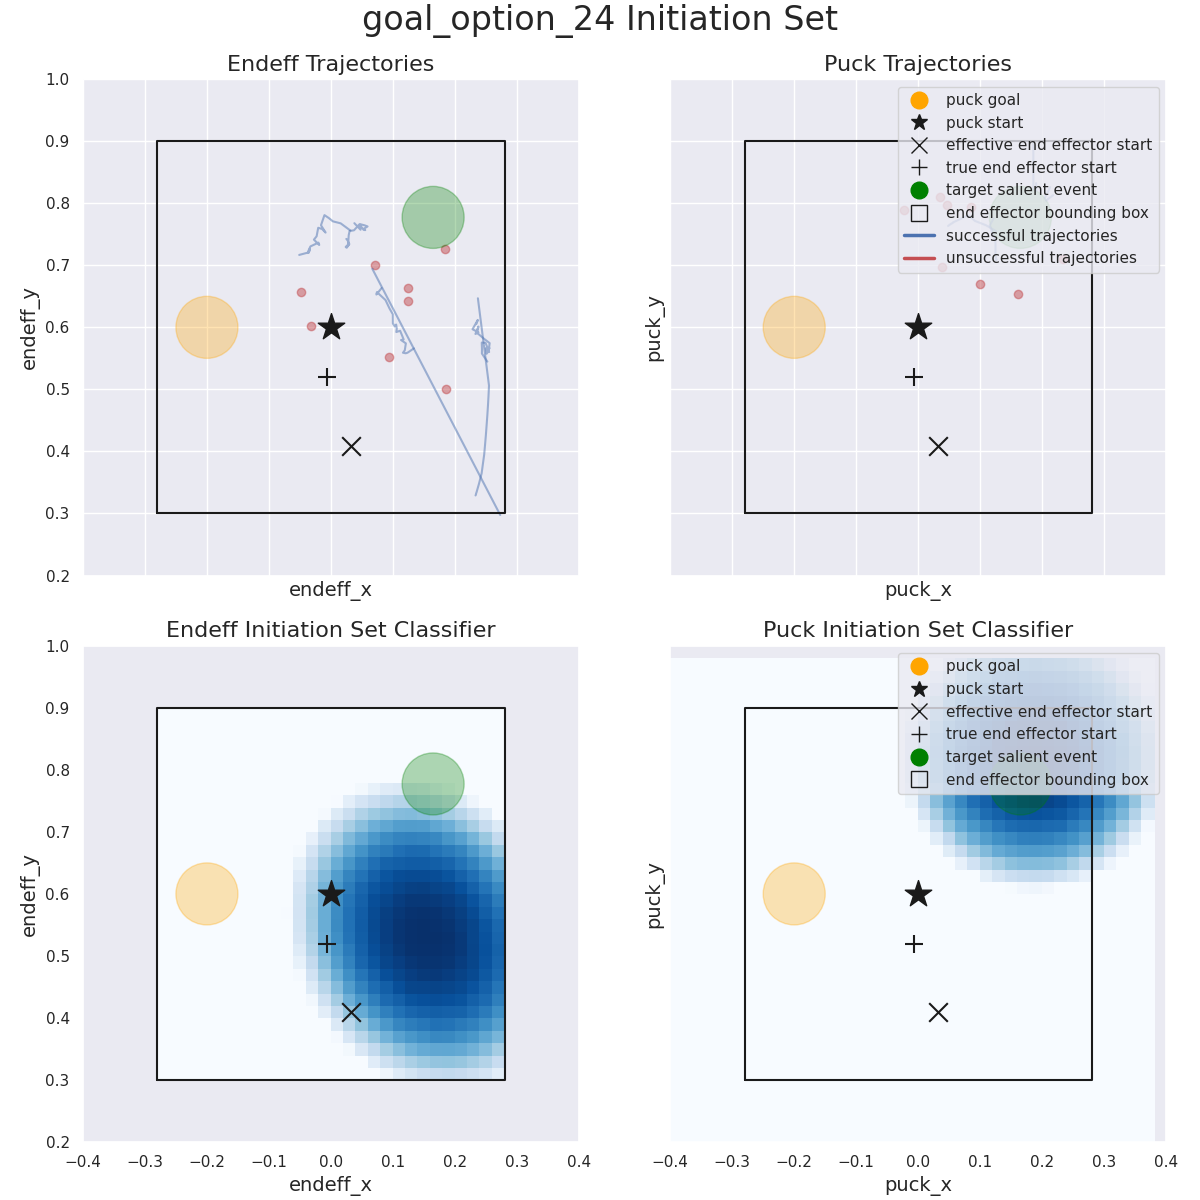 goal_option_24 Initiation Set
Endeff Trajectories
Puck Trajectories
1.0
0.9
0.8
0.7
0.6
0.5
0.4
0.3
0.2
endeff_y
endeff_x
puck_y
puck_x
puck goal
puck start
effective end effector start
true end effector start
target salient event
end effector bounding box
successful trajectories
unsuccessful trajectories
Endeff Initiation Set Classifier
Puck Initiation Set Classifier
1.0
0.9
0.8
0.7
0.6
0.5
0.4
0.3
0.2
endeff_y
−0.4 −0.3 −0.2 −0.1 0.0 0.1 0.2 0.3 0.4
endeff_x
puck_y
puck goal
puck start
effective end effector start
true end effector start
target salient event
end effector bounding box
−0.4 −0.3 −0.2 −0.1 0.0 0.1 0.2 0.3 0.4
puck_x